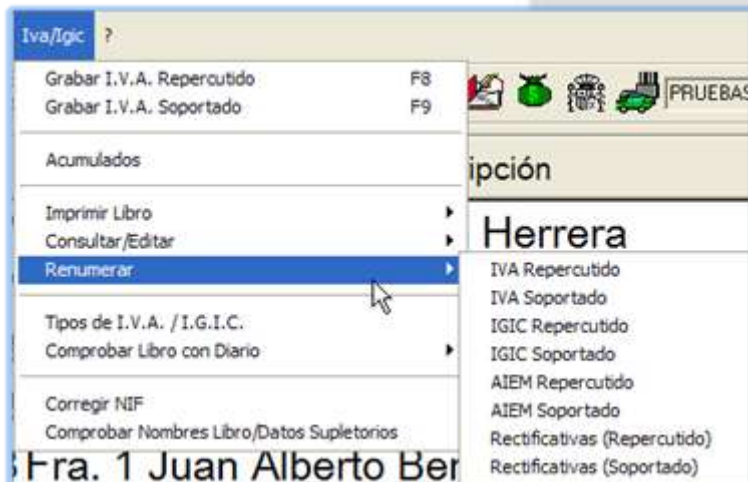 Iva/Igic ?
Grabar I.V.A. Repercutido F8
Grabar I.V.A. Soportado F9
PRUEBAS
Acumulados
ipción
Imprimir Libro
Consultar/Editar
Herrera
Renumerar
IVA Repercutido
IVA Soportado
IGIC Repercutido
IGIC Soportado
AIEM Repercutido
AIEM Soportado
Rectificativas (Repercutido)
Rectificativas (Soportado)
Tipos de I.V.A. / I.G.I.C.
Comprobar Libro con Diario
Corregir NIF
Comprobar Nombres Libro/Datos Supletorios
Fra. 1 Juan Alberto Ber